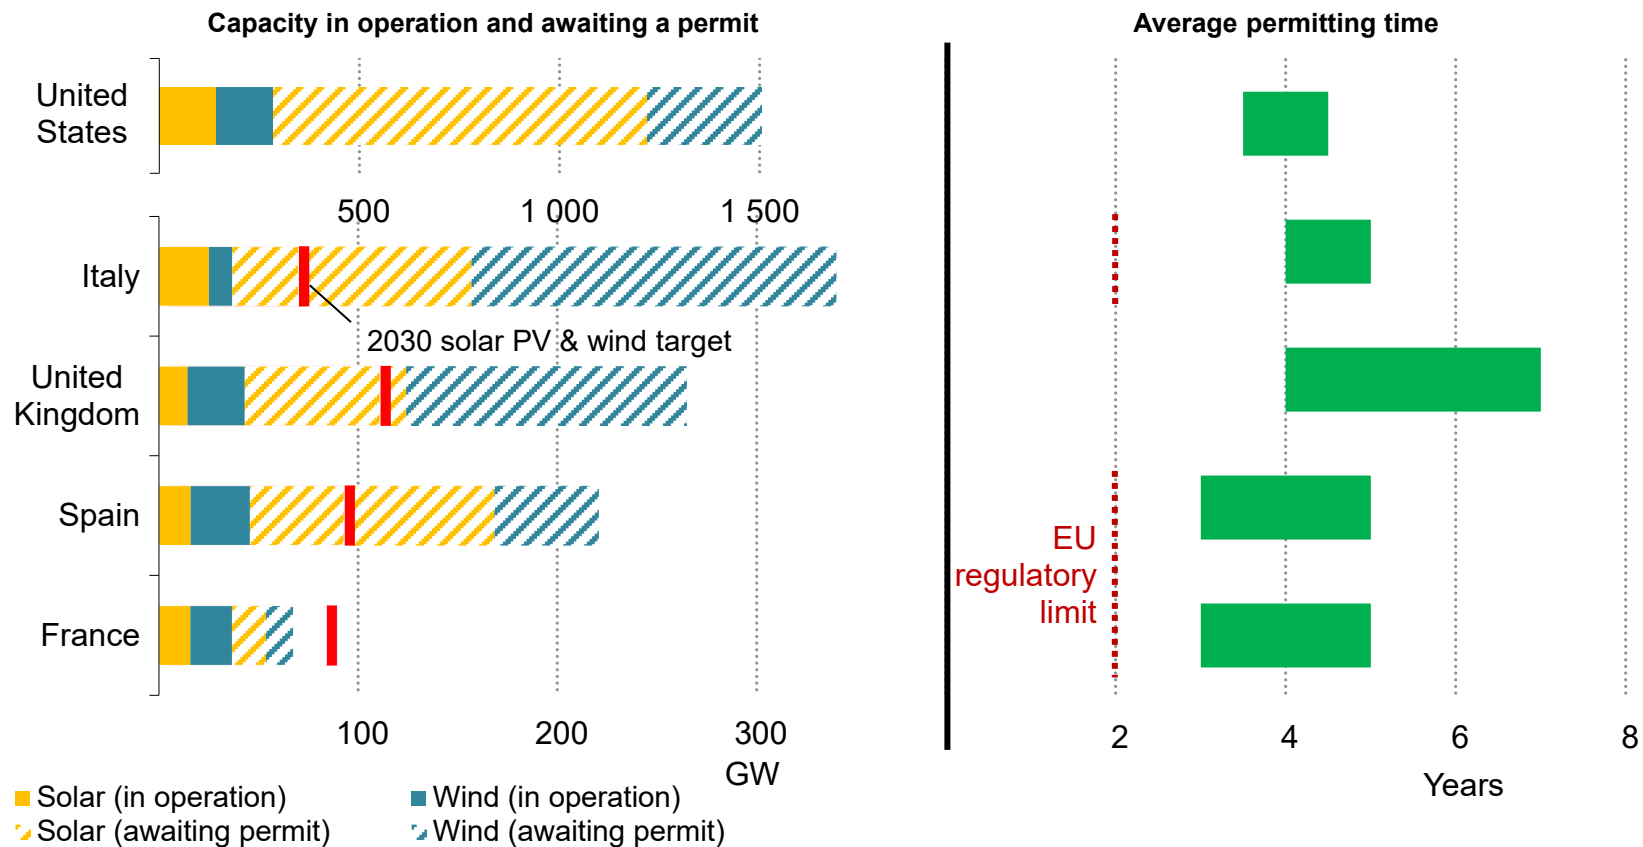 Capacity in operation and awaiting a permit
Average permitting time
United
States
500
1 000
1 500
Italy
2030 solar PV & wind target
United
Kingdom
Spain
France
EU
regulatory
limit
100
200
300
GW
2
4
6
8
Years
Solar (in operation)
Wind (in operation)
Solar (awaiting permit)
Wind (awaiting permit)